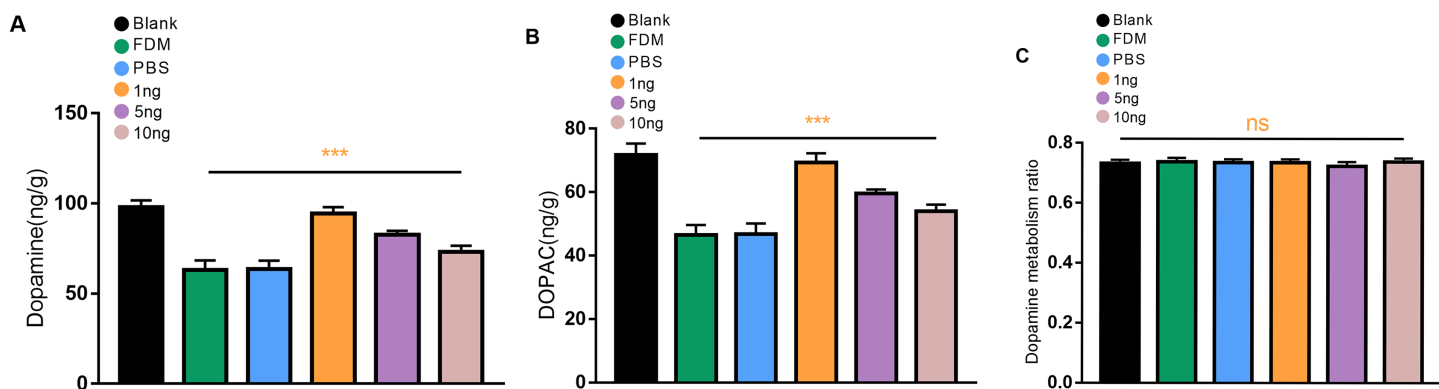 A
Blank
FDM
PBS
1ng
5ng
10ng
***
Dopamine(ng/g)
150
100
50
0
B
Blank
FDM
PBS
1ng
5ng
10ng
***
DOPAC(ng/g)
80
60
40
20
0
C
Blank
FDM
PBS
1ng
5ng
10ng
ns
Dopamine metabolism ratio
0.8
0.6
0.4
0.2
0.0